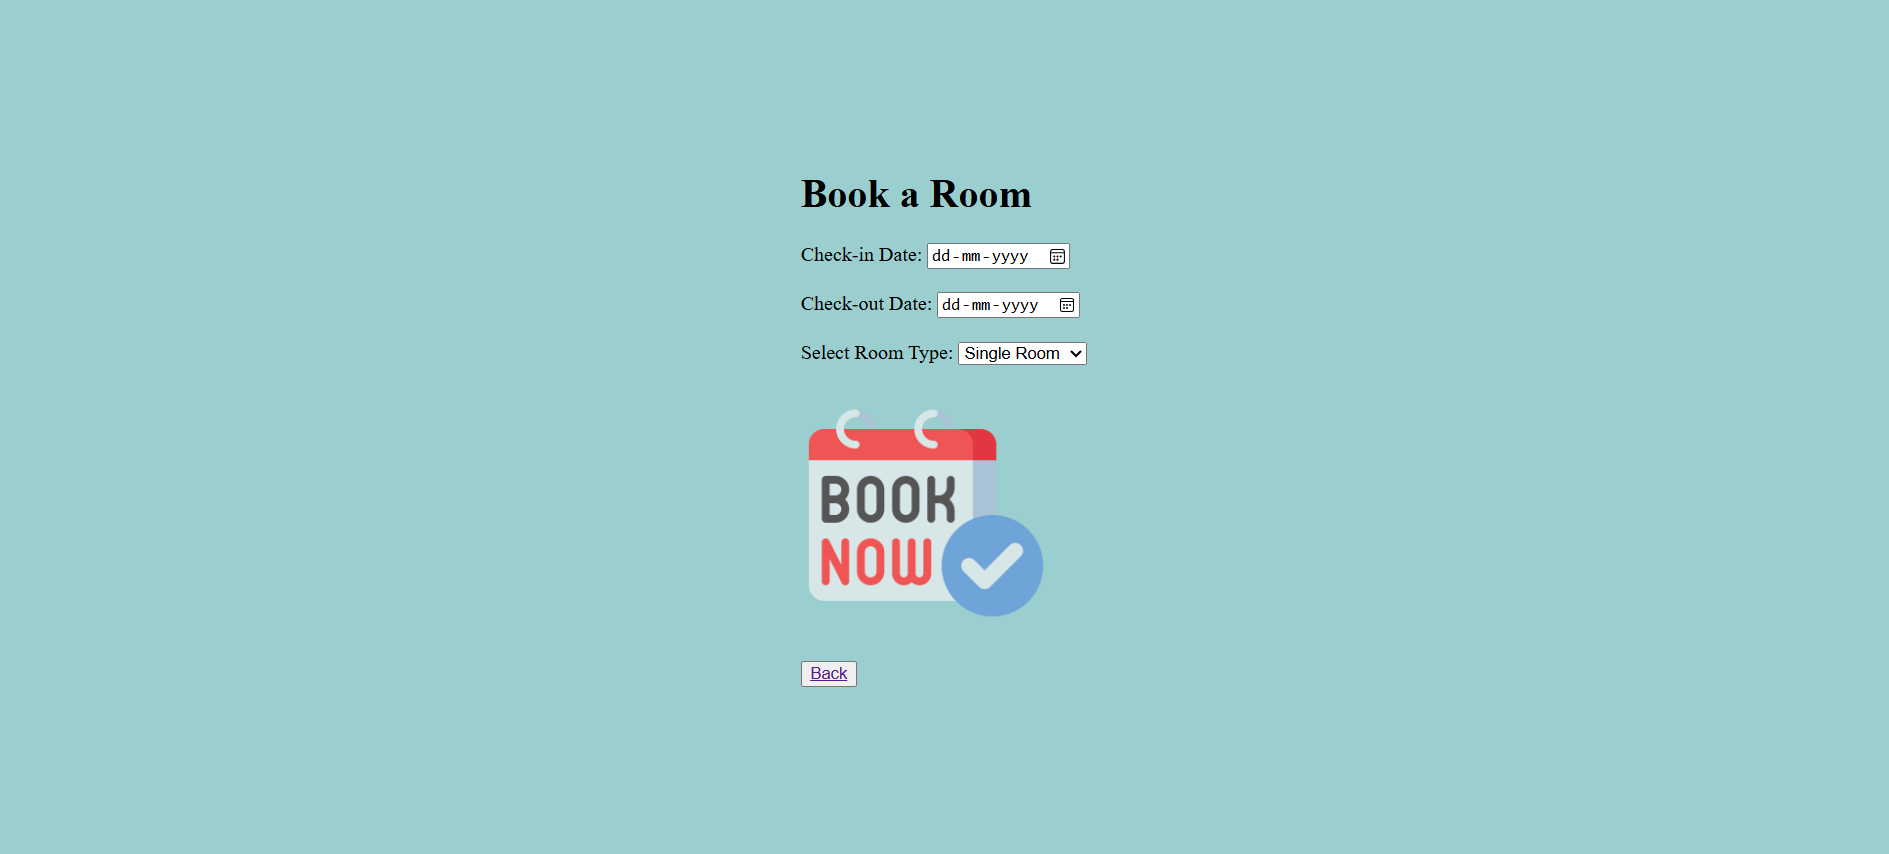 Book a Room
Check-in Date: dd-mm-yyyy
Check-out Date: dd-mm-yyyy
Select Room Type: Single Room
BOOK
NOW
Back